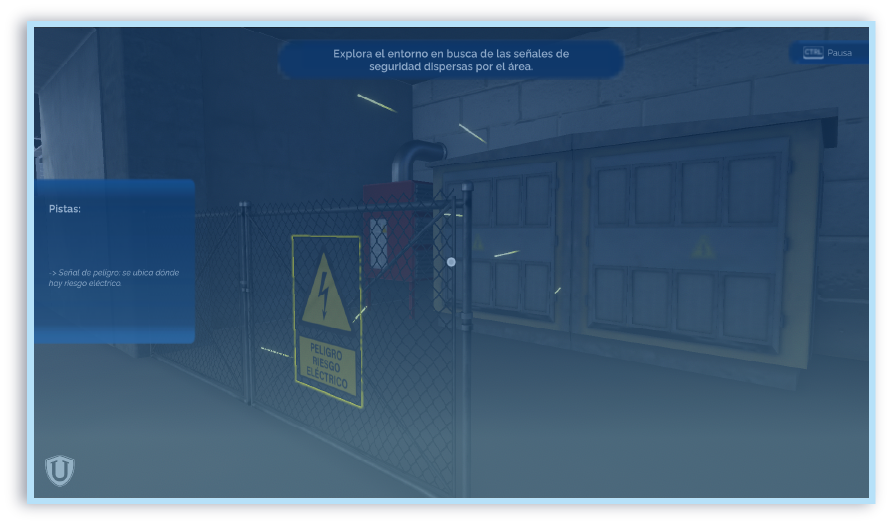 Explora el entorno en busca de las señales de
seguridad dispersas por el área.
CTRL Pausa
Pistas:
-> Señal de peligro: se ubica dónde
hay riesgo eléctrico.
PELIGRO
RIESGO
ELÉCTRICO
U